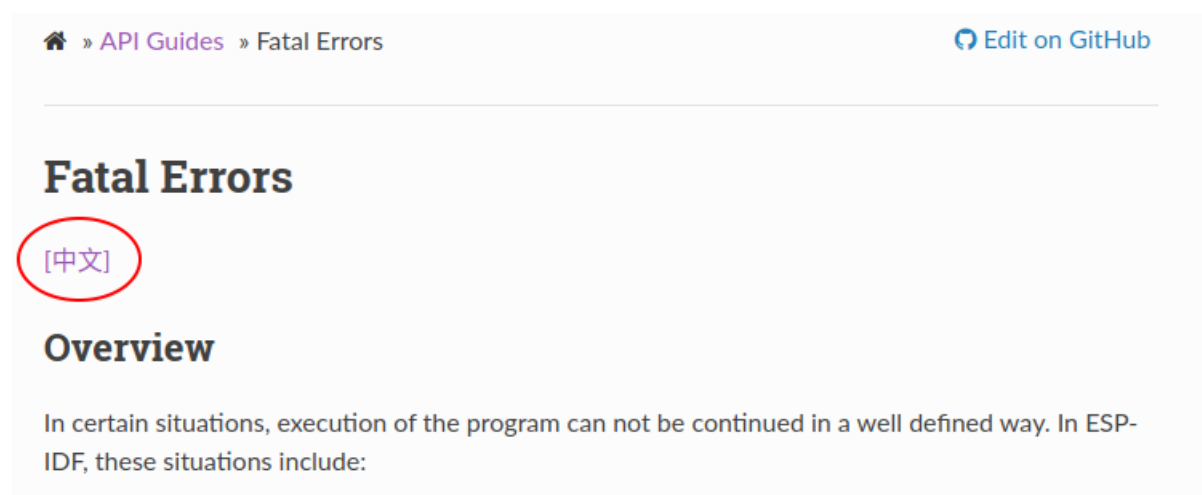 » API Guides » Fatal Errors
Edit on GitHub
Fatal Errors
[中文]
Overview
In certain situations, execution of the program can not be continued in a well defined way. In ESP-
IDF, these situations include: